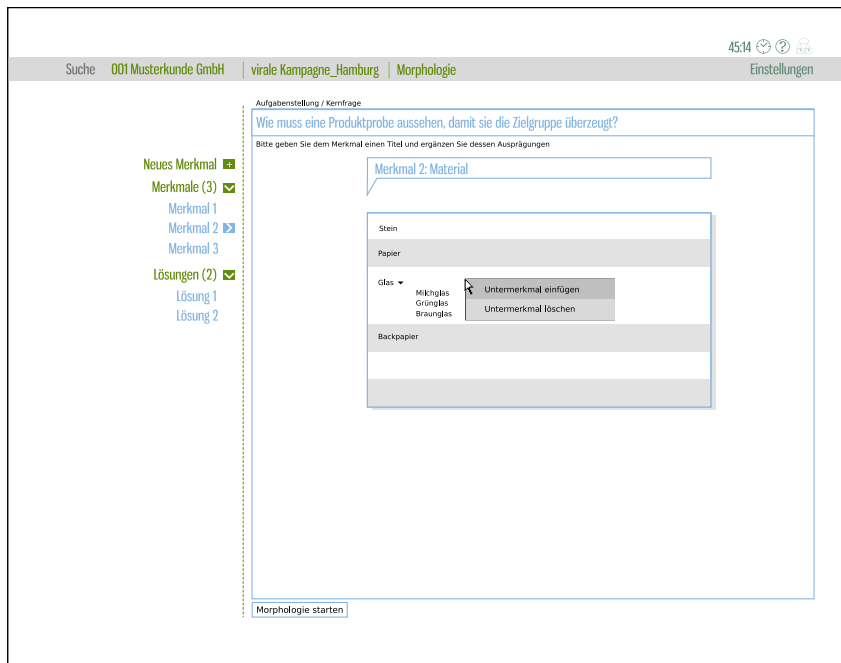 45:14
Suche 001 Musterkunde GmbH virale Kampagne_Hamburg Morphologie Einstellungen
Aufgabenstellung / Kernfrage
Wie muss eine Produktprobe aussehen, damit sie die Zielgruppe überzeugt?
Bitte geben Sie dem Merkmal einen Titel und ergänzen Sie dessen Ausprägungen
Neues Merkmal
Merkmale (3)
Merkmal 1
Merkmal 2
Merkmal 3
Lösungen (2)
Lösung 1
Lösung 2
Merkmal 2: Material
Stein
Papier
Glas
Milchglas
Grünglas
Braunglas
Untermerkmal einfügen
Untermerkmal löschen
Backpapier
Morphologie starten